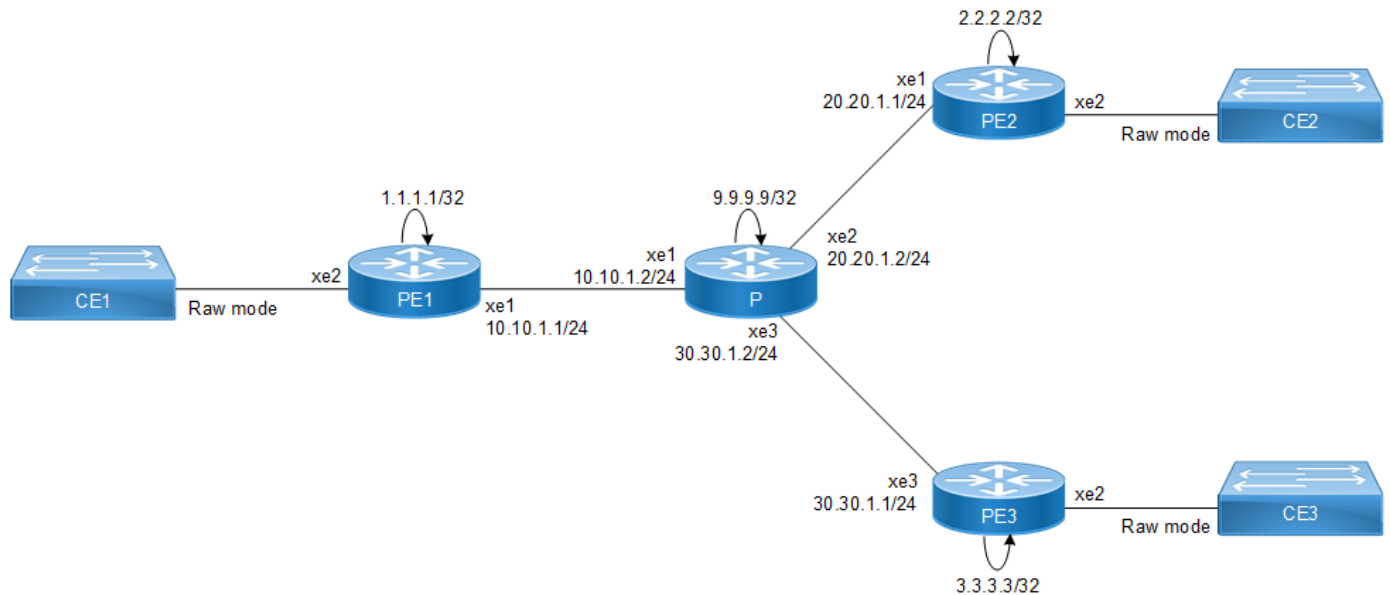 2.2.2.2/32
xe1
20.20.1.1/24
PE2
xe2
Raw mode
CE2
1.1.1.1/32
9.9.9.9/32
CE1
Raw mode
xe2
PE1
xe1
10.10.1.1/24
xe1
10.10.1.2/24
P
xe2
20.20.1.2/24
xe3
30.30.1.2/24
xe3
30.30.1.1/24
PE3
xe2
Raw mode
CE3
3.3.3.3/32